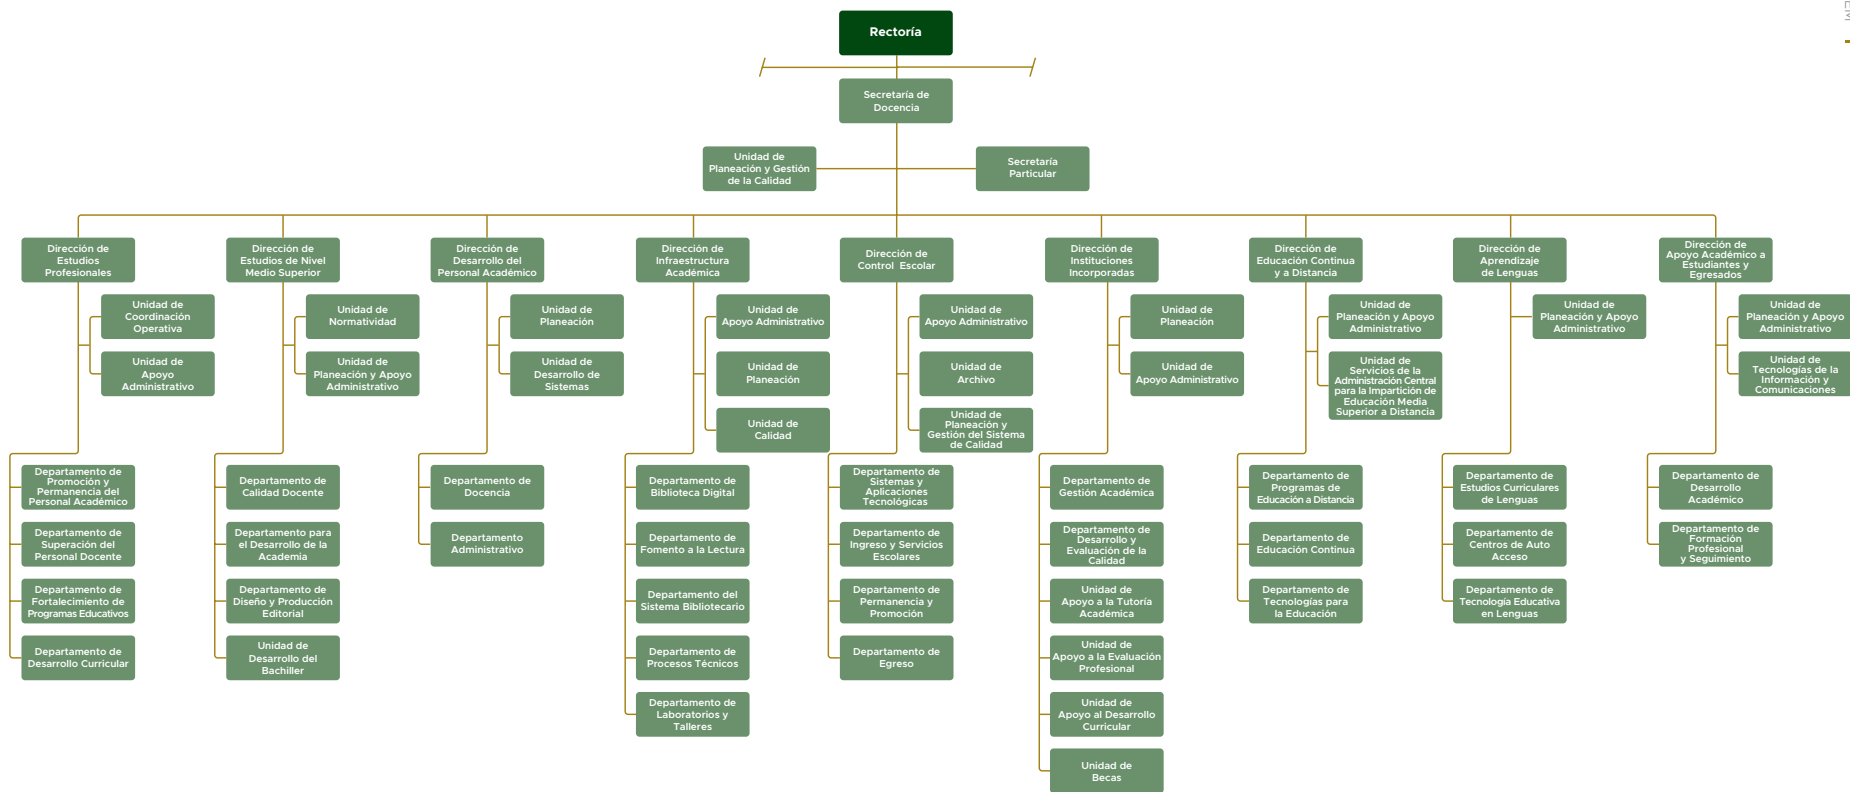 Rectoría
Secretaría de
Docencia
Unidad de
Planeación y Gestión
de la Calidad
Secretaría
Particular
Dirección de
Estudios
Profesionales
Dirección de
Estudios de Nivel
Medio Superior
Dirección de
Desarrollo del
Personal Académico
Dirección de
Infraestructura
Académica
Dirección de
Control Escolar
Dirección de
Instituciones
Incorporadas
Dirección de
Educación Continua
y a Distancia
Dirección de
Aprendizaje
de Lenguas
Dirección de
Apoyo Académico a
Estudiantes y
Egresados
Unidad de
Coordinación
Operativa
Unidad de
Apoyo
Administrativo
Unidad de
Normatividad
Unidad de
Planeación y Apoyo
Administrativo
Unidad de
Planeación
Unidad de
Desarrollo de
Sistemas
Unidad de
Apoyo Administrativo
Unidad de
Planeación
Unidad de
Calidad
Unidad de
Apoyo Administrativo
Unidad de
Archivo
Unidad de
Planeación y
Gestión del Sistema
de Calidad
Unidad de
Planeación
Unidad de
Apoyo Administrativo
Unidad de
Planeación y Apoyo
Administrativo
Unidad de
Servicios de la
Administración Central
para la Impartición de
Educación Media
Superior a Distancia
Unidad de
Planeación y Apoyo
Administrativo
Unidad de
Planeación y Apoyo
Administrativo
Unidad de
Tecnologías de la
Información y
Comunicaciones
Departamento de
Promoción y
Permanencia del
Personal Académico
Departamento de
Superación del
Personal Docente
Departamento de
Fortalecimiento de
Programas Educativos
Departamento de
Desarrollo Curricular
Departamento de
Calidad Docente
Departamento para
el Desarrollo de la
Academia
Departamento de
Diseño y Producción
Editorial
Unidad de
Desarrollo del
Bachiller
Departamento de
Docencia
Departamento
Administrativo
Departamento de
Biblioteca Digital
Departamento de
Fomento a la Lectura
Departamento del
Sistema Bibliotecario
Departamento de
Procesos Técnicos
Departamento de
Laboratorios y
Talleres
Departamento de
Sistemas y
Aplicaciones
Tecnológicas
Departamento de
Ingreso y Servicios
Escolares
Departamento de
Permanencia y
Promoción
Departamento de
Egreso
Departamento de
Gestión Académica
Departamento de
Desarrollo y
Evaluación de la
Calidad
Unidad de
Apoyo a la Tutoría
Académica
Unidad de
Apoyo a la Evaluación
Profesional
Unidad de
Apoyo al Desarrollo
Curricular
Unidad de
Becas
Departamento de
Programas de
Educación a Distancia
Departamento de
Educación Continua
Departamento de
Tecnologías para
la Educación
Departamento de
Estudios Curriculares
de Lenguas
Departamento de
Centros de Auto
Acceso
Departamento de
Tecnología Educativa
en Lenguas
Departamento de
Desarrollo
Académico
Departamento de
Formación
Profesional
y Seguimiento